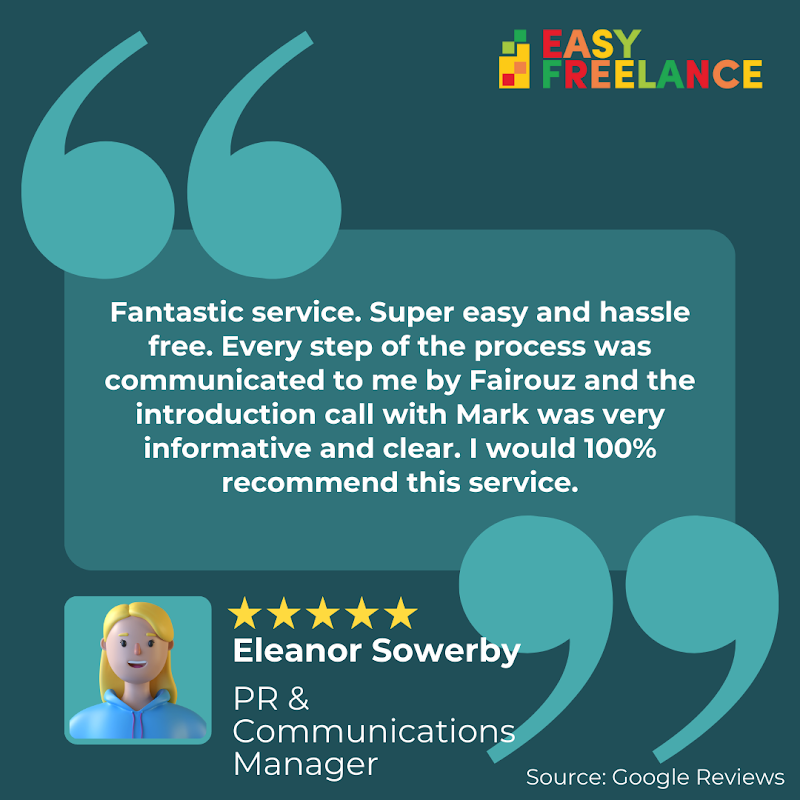 EASY
FREELANCE
Fantastic service. Super easy and hassle
free. Every step of the process was
communicated to me by Fairouz and the
introduction call with Mark was very
informative and clear. I would 100%
recommend this service.
Eleanor Sowerby
PR &
Communications
Manager
Source: Google Reviews